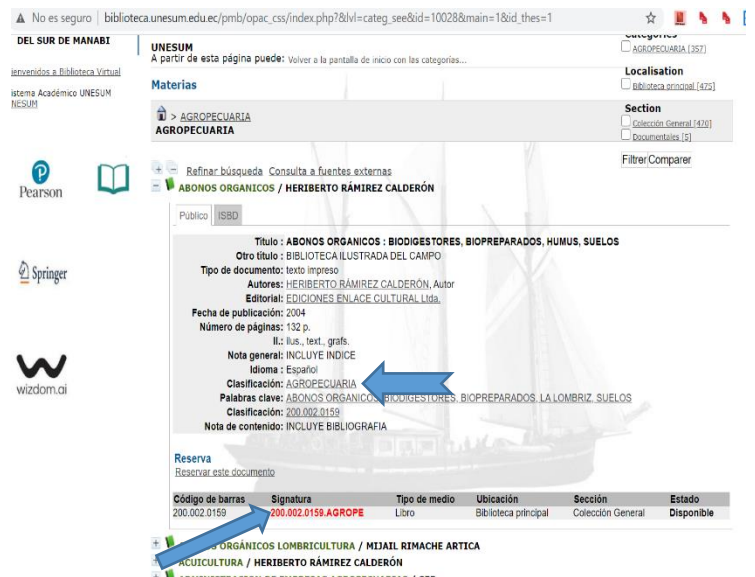 No es seguro | biblioteca.unesum.edu.ec/pmb/opac_css/index.php?&lvl=categ_see&id=10028&main=1&id_thes=1
DEL SUR DE MANABI
ienvenidos a Biblioteca Virtual
istema Académico UNESUM
NESUM
Pearson
Springer
wizdom.ai
UNESUM
A partir de esta página puede: Volver a la pantalla de inicio con las categorías...
Materias
> AGROPECUARIA
AGROPECUARIA
Refinar búsqueda Consulta a fuentes externas
ABONOS ORGANICOS / HERIBERTO RÁMIREZ CALDERÓN
Público ISBD
Título : ABONOS ORGANICOS : BIODIGESTORES, BIOPREPARADOS, HUMUS, SUELOS
Otro título : BIBLIOTECA ILUSTRADA DEL CAMPO
Tipo de documento: texto impreso
Autores: HERIBERTO RÁMIREZ CALDERÓN, Autor
Editorial: EDICIONES ENLACE CULTURAL Ltda.
Fecha de publicación: 2004
Número de páginas: 132 p.
Il.: ilus., text., grafs.
Nota general: INCLUYE INDICE
Idioma : Español
Clasificación: AGROPECUARIA
Palabras clave: ABONOS ORGANICOS, BIODIGESTORES, BIOPREPARADOS, LA LOMBRIZ, SUELOS
Clasificación: 200.002.0159
Nota de contenido: INCLUYE BIBLIOGRAFIA
Reserva
Reservar este documento
Código de barras Signatura Tipo de medio Ubicación Sección Estado
200.002.0159 200.002.0159.AGROPE Libro Biblioteca principal Colección General Disponible
ORGÁNICOS LOMBRICULTURA / MIJAIL RIMACHE ARTICA
ACUICULTURA / HERIBERTO RÁMIREZ CALDERÓN
Categories
AGROPECUARIA [357]
Localisation
Biblioteca principal [475]
Section
Colección General [470]
Documentales [5]
Filtrer Comparer